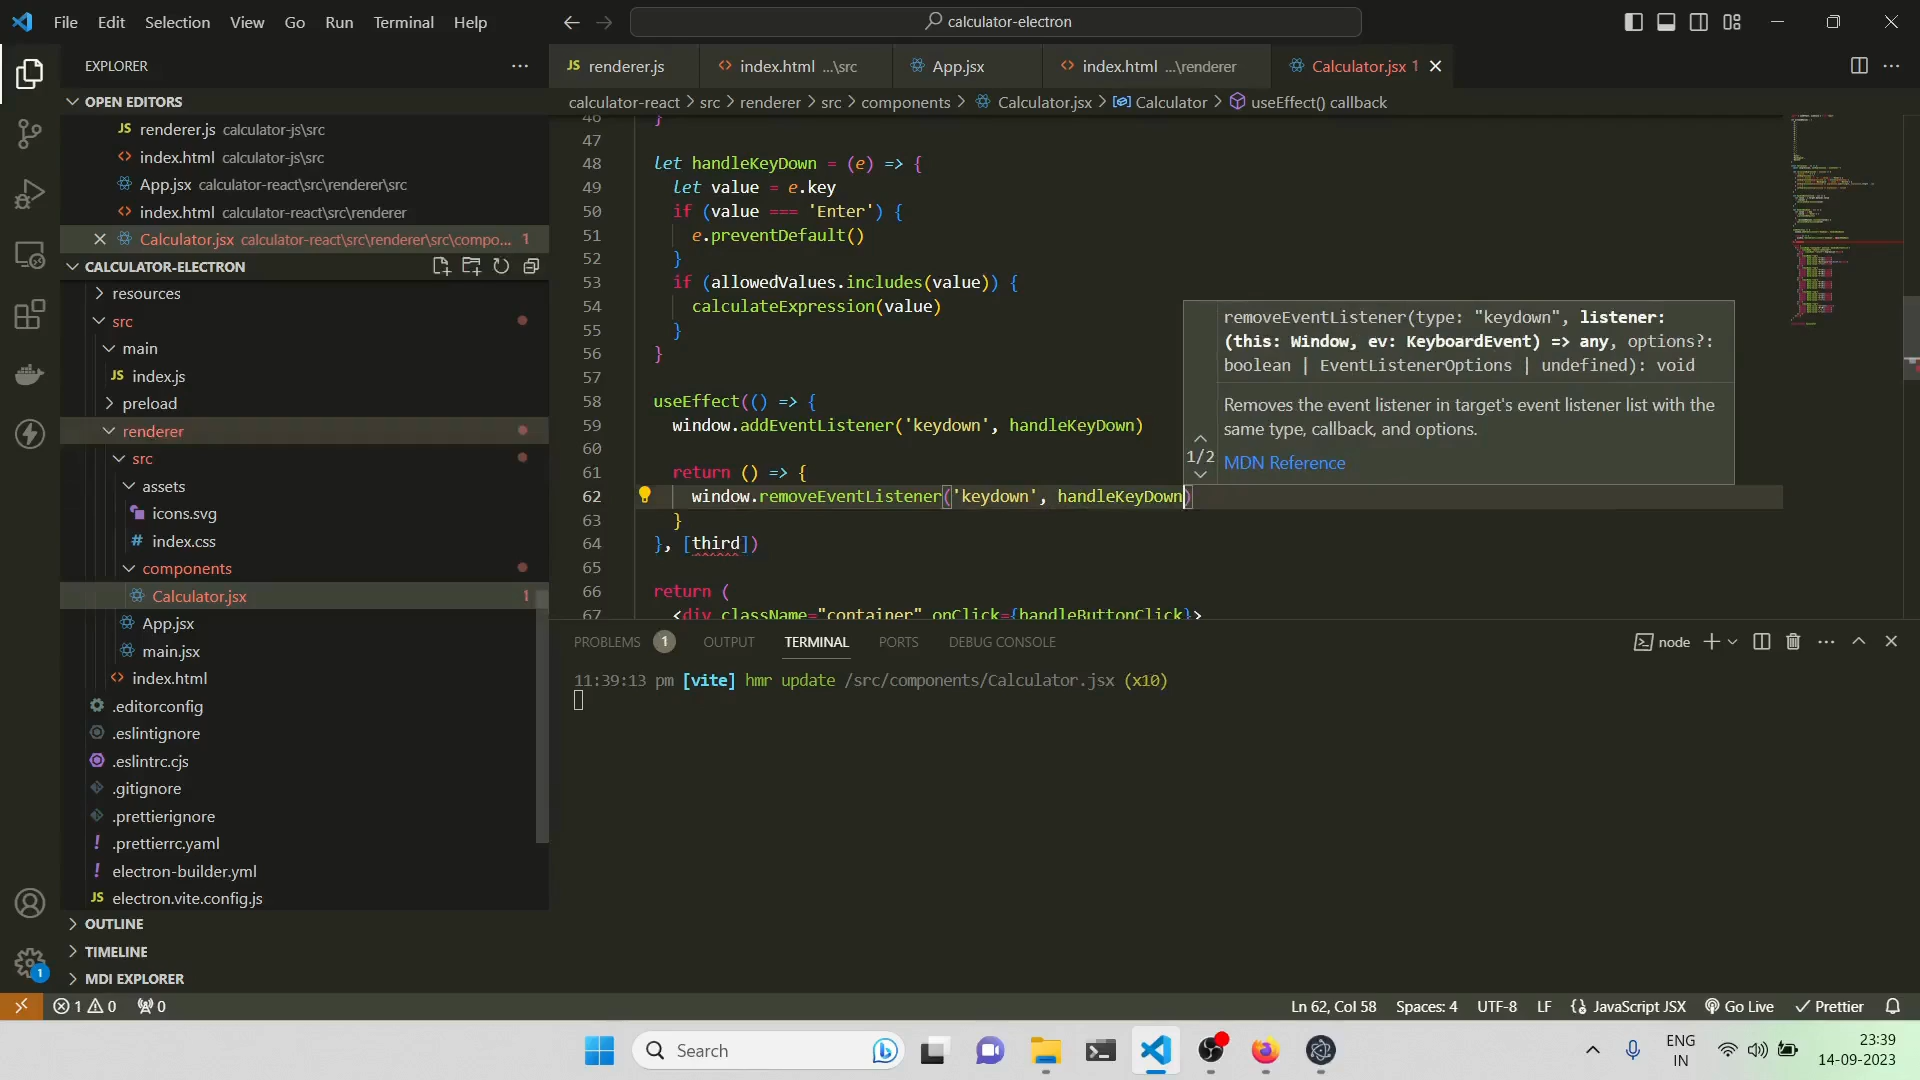 File Edit Selection View Go Run Terminal Help
calculator-electron
EXPLORER
OPEN EDITORS
renderer.js calculator-js\src
index.html calculator-js\src
App.jsx calculator-react\src\renderer\src
index.html calculator-react\src\renderer
Calculator.jsx calculator-react\src\renderer\src\compo... 1
CALCULATOR-ELECTRON
resources
src
main
index.js
preload
renderer
src
assets
icons.svg
index.css
components
Calculator.jsx 1
App.jsx
main.jsx
index.html
.editorconfig
.eslintignore
.eslintrc.cjs
.gitignore
.prettierignore
.prettierrc.yaml
electron-builder.yml
electron.vite.config.js
OUTLINE
TIMELINE
MDI EXPLORER
renderer.js index.html ...\src App.jsx index.html ...\renderer Calculator.jsx 1
calculator-react > src > renderer > src > components > Calculator.jsx > Calculator > useEffect() callback
46 }
47
48 let handleKeyDown = (e) => {
49 let value = e.key
50 if (value === 'Enter') {
51 e.preventDefault()
52 }
53 if (allowedValues.includes(value)) {
54 calculateExpression(value)
55 }
56 }
57
58 useEffect(() => {
59 window.addEventListener('keydown', handleKeyDown)
60
61 return () => {
62 window.removeEventListener('keydown', handleKeyDown)
63 }
64 }, [third])
65
66 return (
67 <div className="container" onClick={handleButtonClick}>
removeEventListener(type: "keydown", listener:
(this: Window, ev: KeyboardEvent) => any, options?:
boolean | EventListenerOptions | undefined): void
Removes the event listener in target's event listener list with the
same type, callback, and options.
1/2 MDN Reference
PROBLEMS 1 OUTPUT TERMINAL PORTS DEBUG CONSOLE
node
11:39:13 pm [vite] hmr update /src/components/Calculator.jsx (x10)
1
1 0 0
Ln 62, Col 58 Spaces: 4 UTF-8 LF JavaScript JSX Go Live Prettier
Search
ENG
IN
23:39
14-09-2023